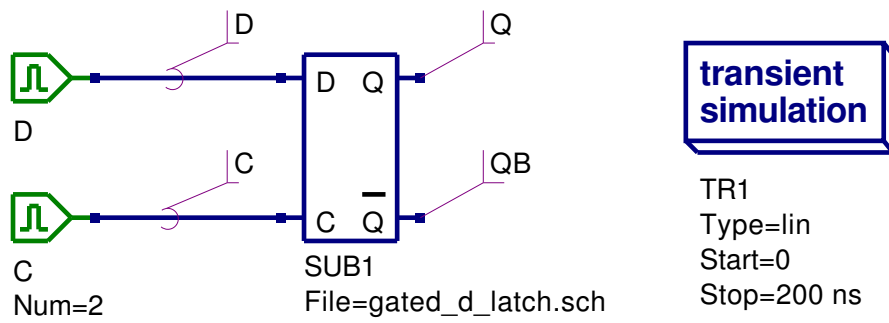 D
Q
D Q
transient
simulation
D
C
QB
C Q
TR1
Type=lin
Start=0
Stop=200 ns
C
Num=2
SUB1
File=gated_d_latch.sch